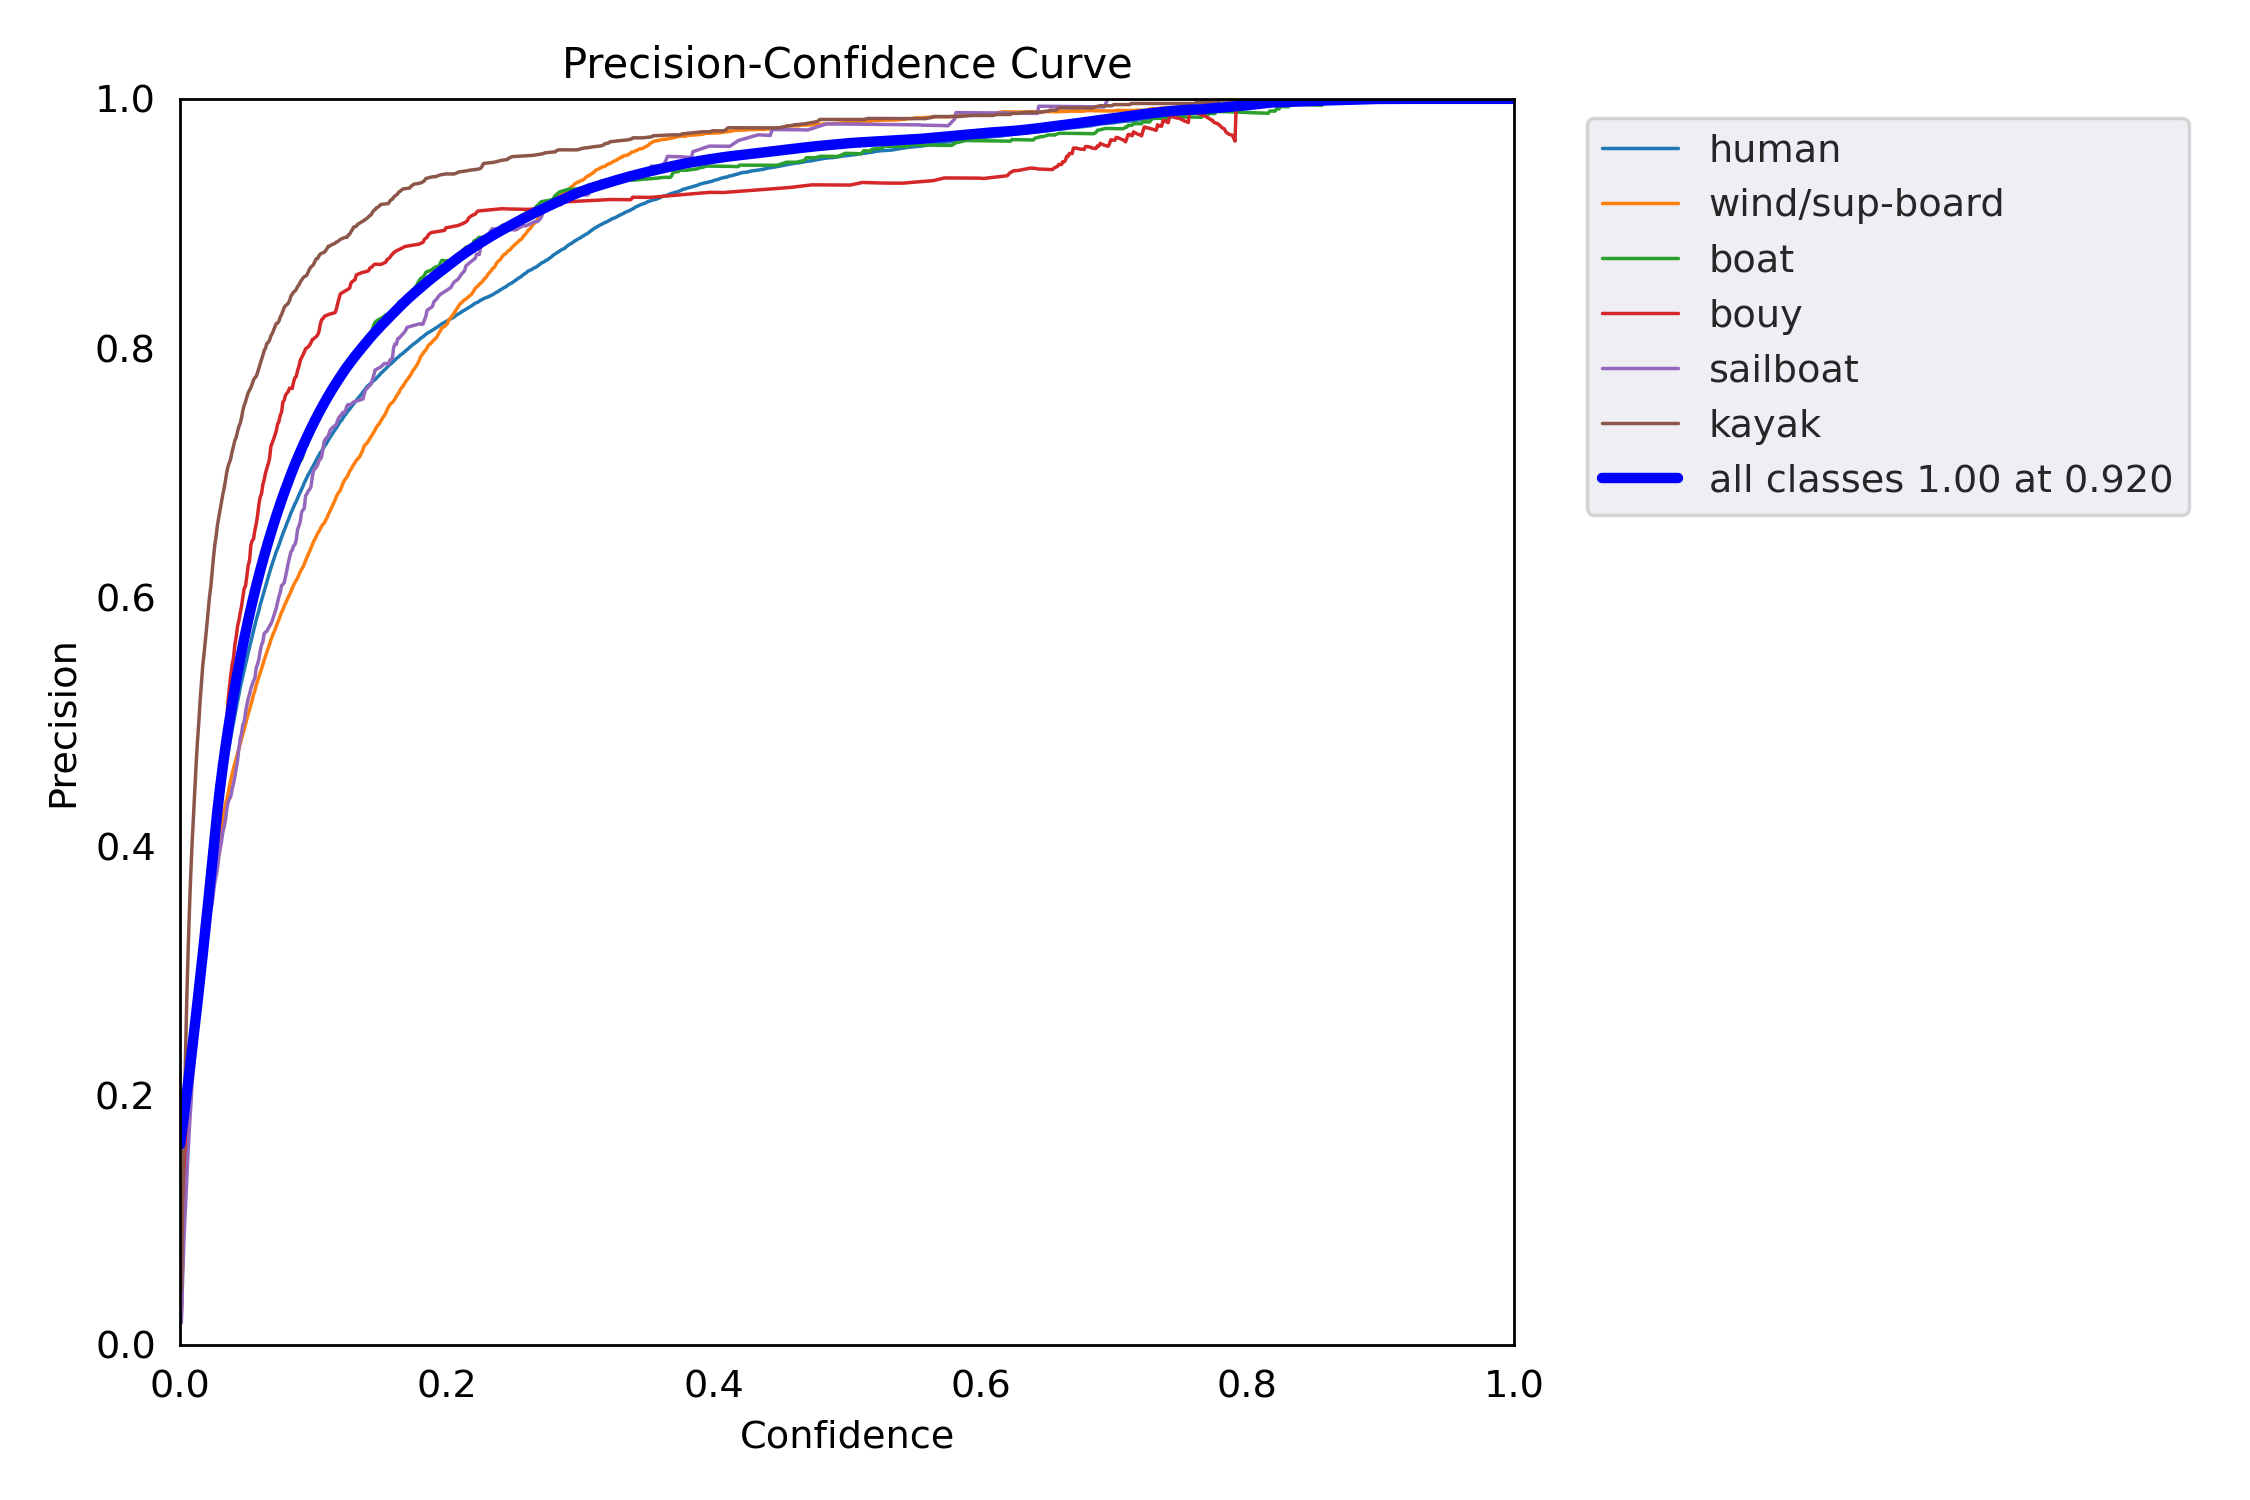 Precision-Confidence Curve
1.0
0.8
0.6
0.4
0.2
0.0
Precision
0.0 0.2 0.4 0.6 0.8 1.0
Confidence
human
wind/sup-board
boat
bouy
sailboat
kayak
all classes 1.00 at 0.920